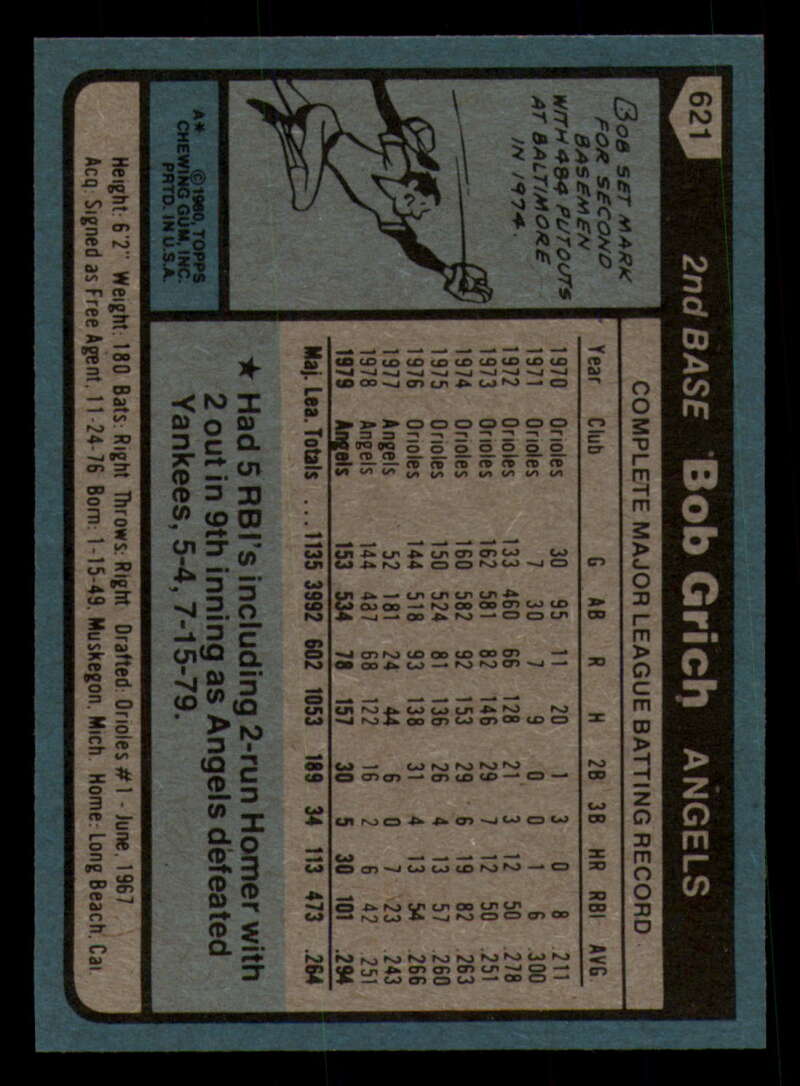 621
2nd BASE Bob Grich ANGELS
BOB SET MARK
FOR SECOND
BASEMEN
WITH 484 PUTOUTS
AT BALTIMORE
IN 1974.
A* ©1980, TOPPS
CHEWING GUM, INC.
PRTD. IN U.S.A.
COMPLETE MAJOR LEAGUE BATTING RECORD
Year Club G AB R H 2B 3B HR RBI AVG.
1970 Orioles 30 95 11 20 1 3 0 8 .211
1971 Orioles 7 30 7 9 0 0 1 6 .300
1972 Orioles 133 460 66 128 21 3 12 50 .278
1973 Orioles 162 581 82 146 29 7 12 50 .251
1974 Orioles 160 582 92 153 29 6 19 82 .263
1975 Orioles 150 524 81 136 26 4 13 57 .260
1976 Orioles 144 518 93 138 31 4 13 54 .266
1977 Angels 52 181 24 44 6 0 7 23 .243
1978 Angels 144 487 68 122 16 2 6 42 .251
1979 Angels 153 534 78 157 30 5 30 101 .294
Maj. Lea. Totals ... 1135 3992 602 1053 189 34 113 473 .264
★ Had 5 RBI's including 2-run Homer with
2 out in 9th inning as Angels defeated
Yankees, 5-4, 7-15-79.
Height: 6'2" Weight: 180 Bats: Right Throws: Right Drafted: Orioles #1 - June, 1967
Acq: Signed as Free Agent, 11-24-76 Born: 1-15-49, Muskegon, Mich. Home: Long Beach, Cal